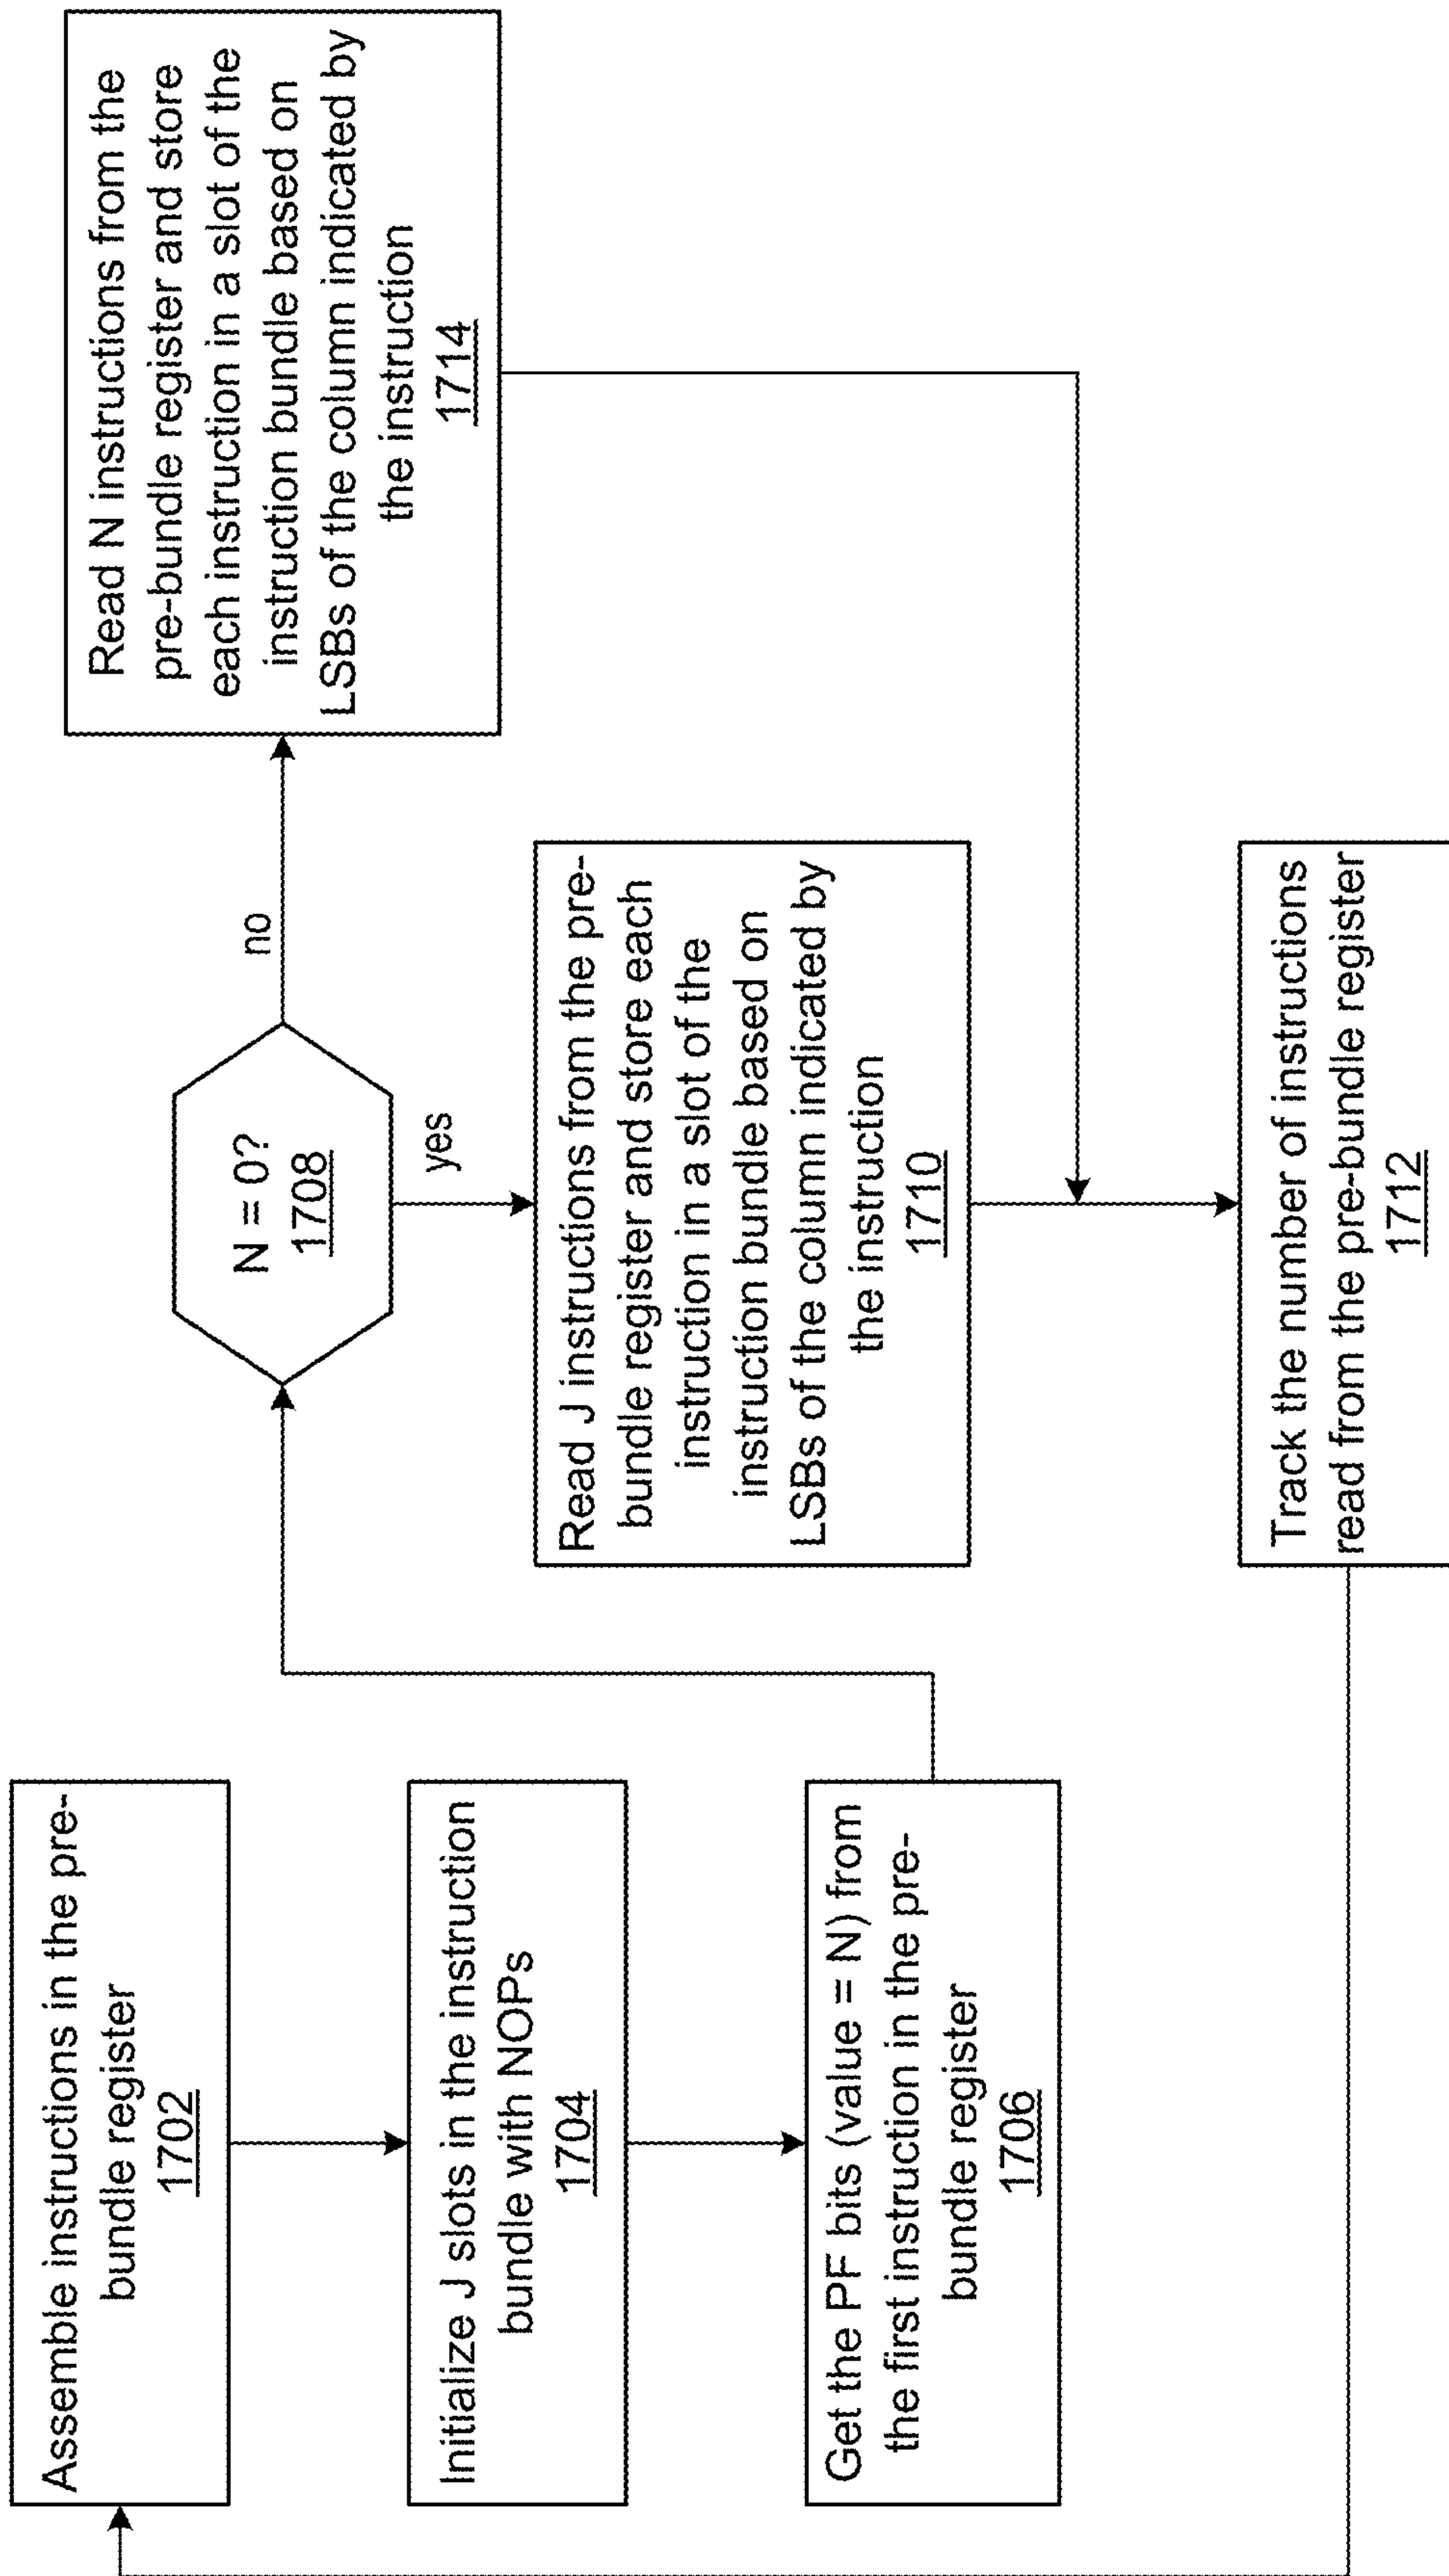 Assemble instructions in the pre-
bundle register
1702
Initialize J slots in the instruction
bundle with NOPs
1704
Get the PF bits (value = N) from
the first instruction in the pre-
bundle register
1706
N = 0?
1708
no
yes
Read J instructions from the pre-
bundle register and store each
instruction in a slot of the
instruction bundle based on
LSBs of the column indicated by
the instruction
1710
Track the number of instructions
read from the pre-bundle register
1712
Read N instructions from the
pre-bundle register and store
each instruction in a slot of the
instruction bundle based on
LSBs of the column indicated by
the instruction
1714